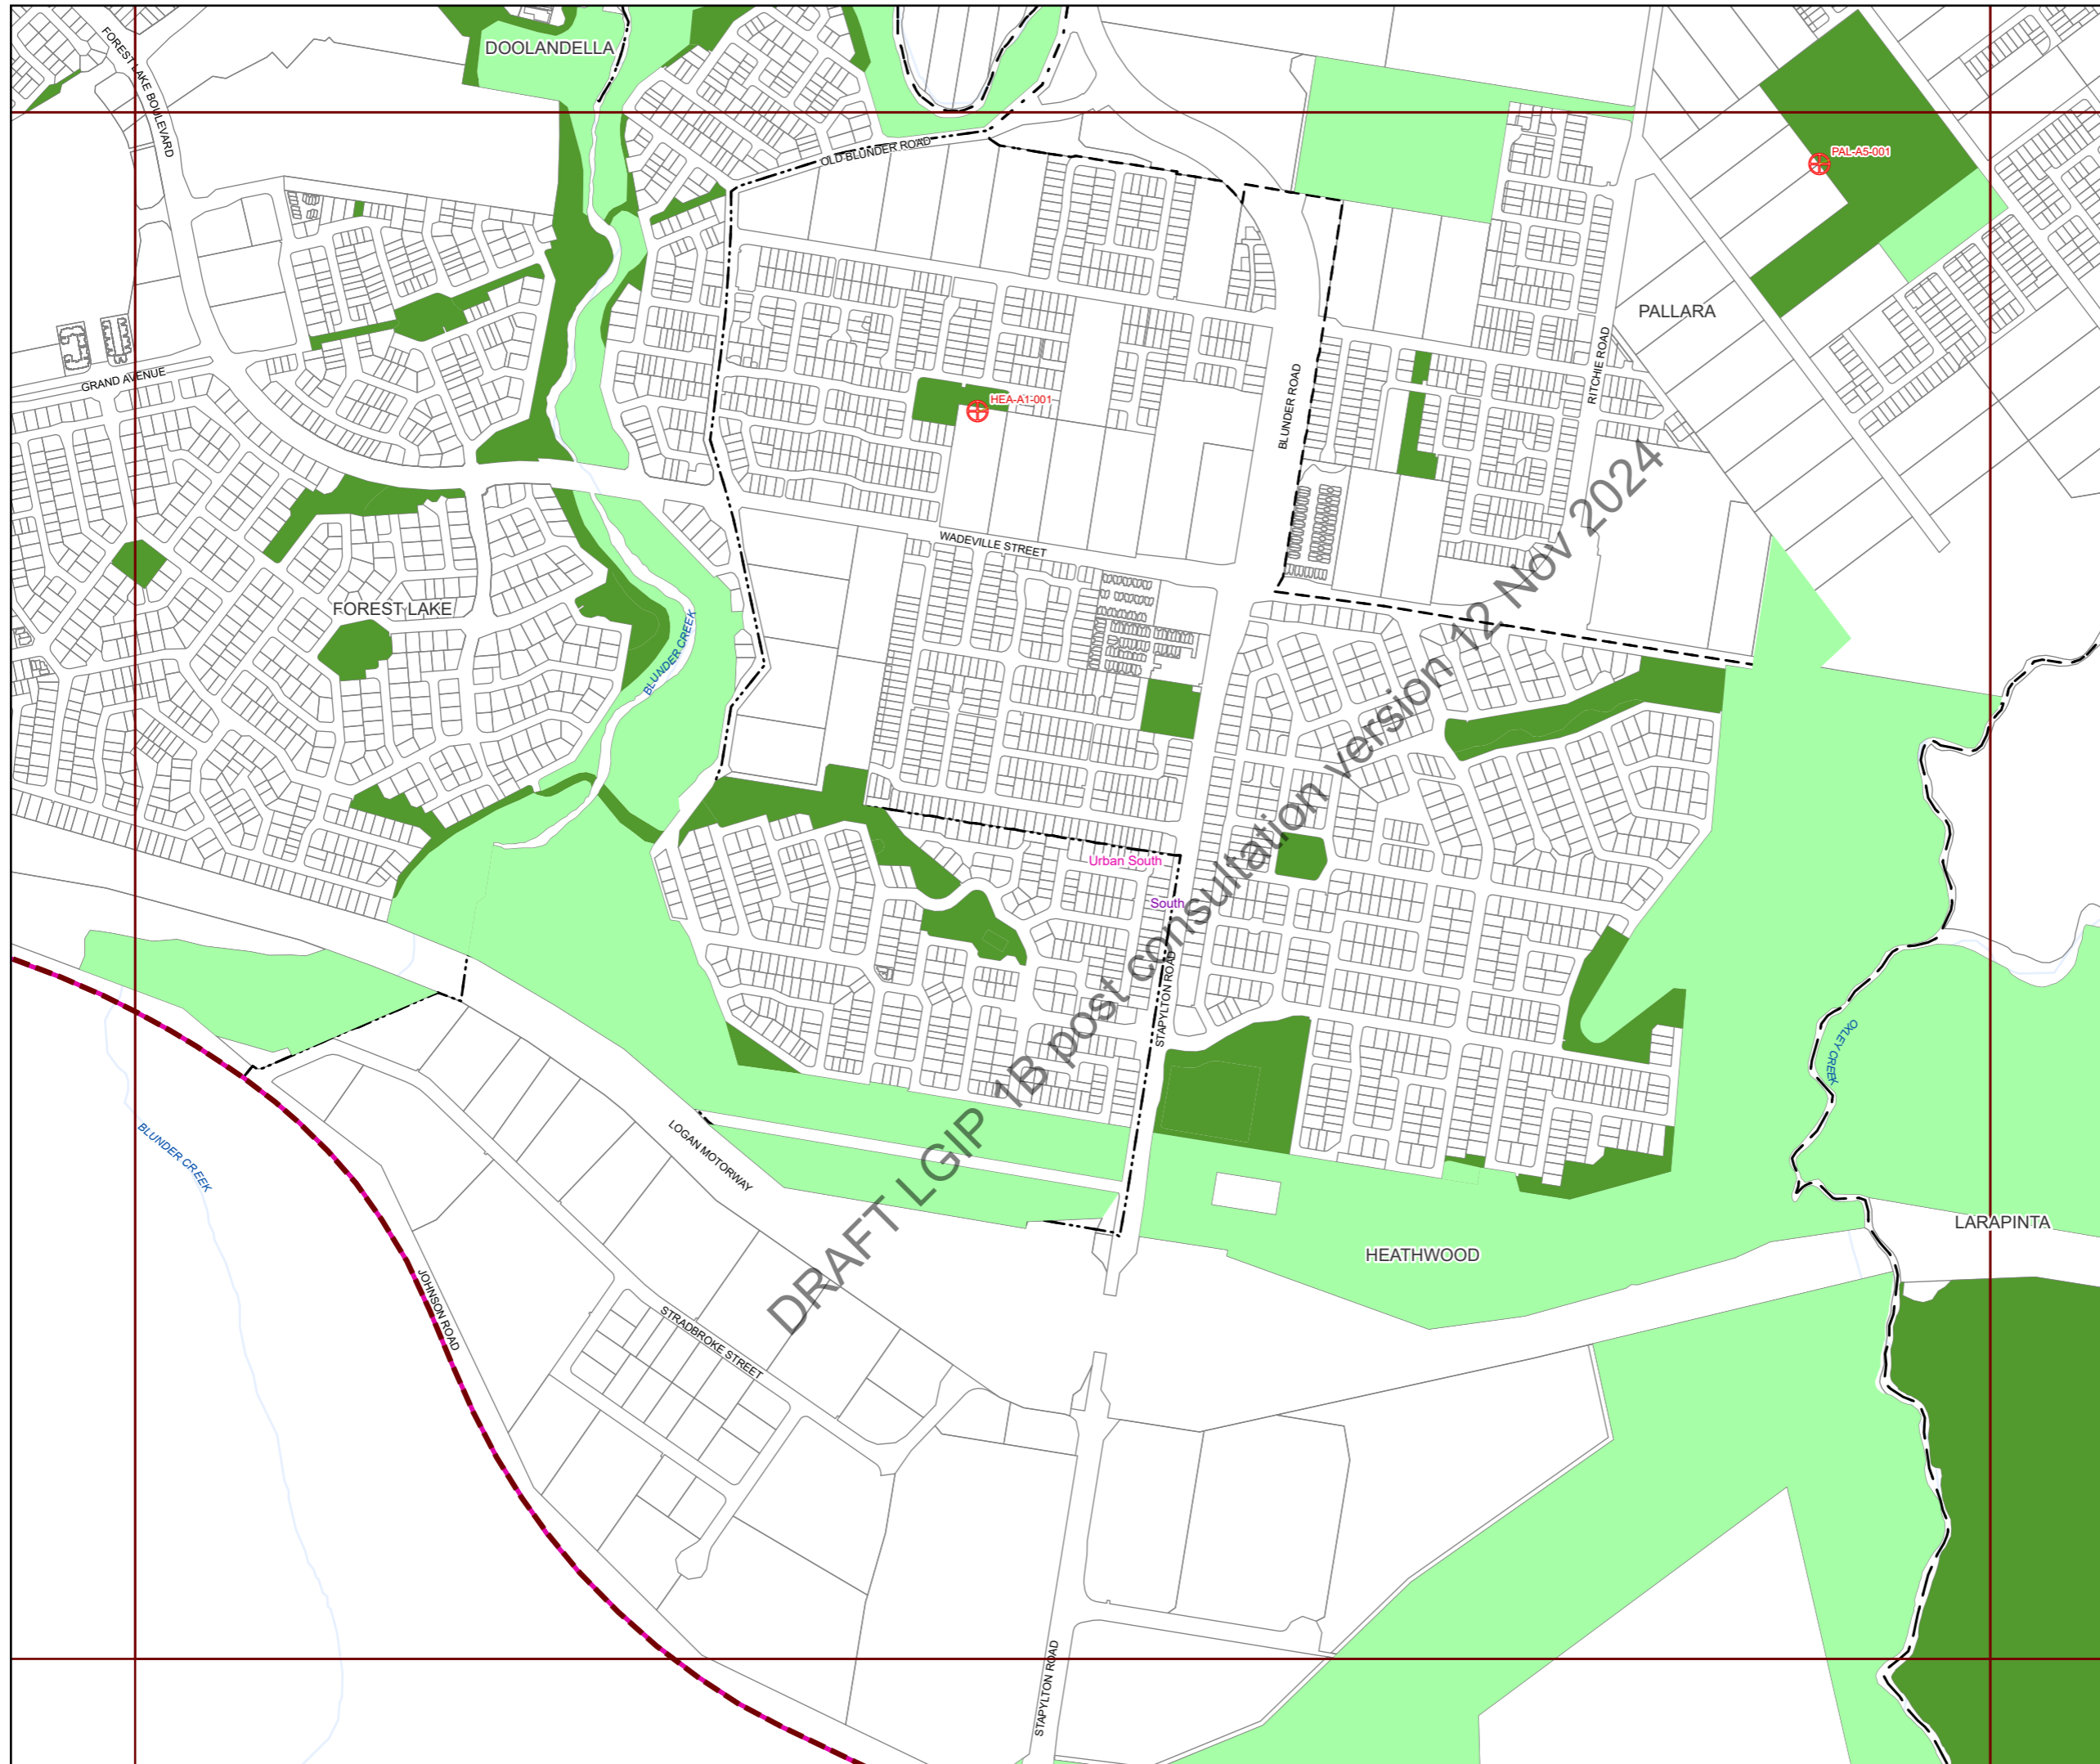 DOOLANDELLA
FOREST LAKE BOULEVARD
OLD BLUNDER ROAD
PAL-A5-001
PALLARA
GRAND AVENUE
RITCHIE ROAD
HEA-A1-001
BLUNDER ROAD
WADEVILLE STREET
FOREST LAKE
BLUNDER CREEK
Urban South
South
STAPYLTON ROAD
OXLEY CREEK
BLUNDER CREEK
LOGAN MOTORWAY
DRAFT LGIP 1B post consultation version 12 Nov 2024
LARAPINTA
HEATHWOOD
JOHNSON ROAD
STRADBROKE STREET
STAPYLTON ROAD